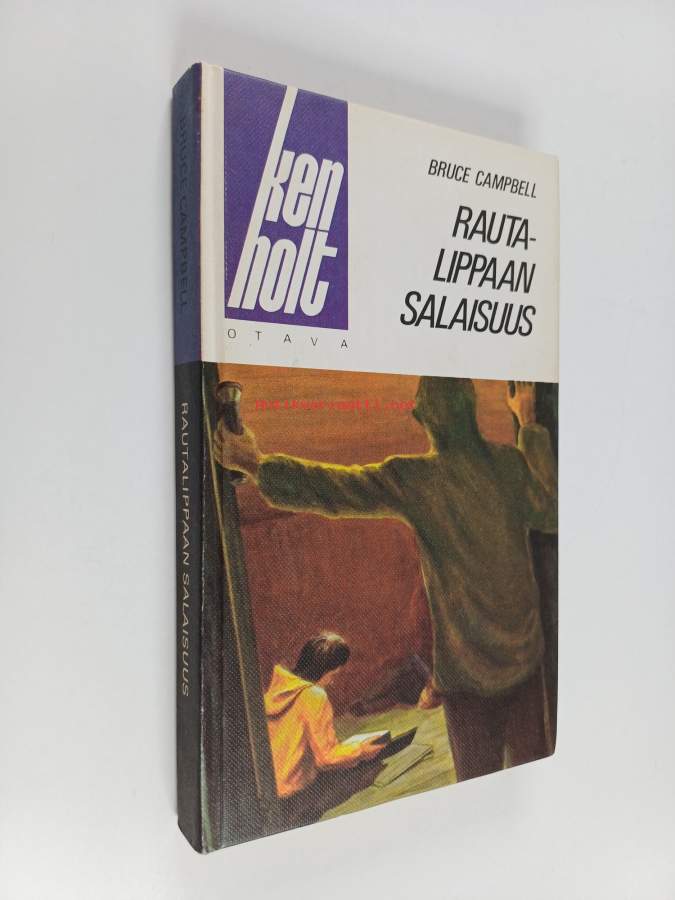 ken
holt
OTAVA
BRUCE CAMPBELL
RAUTA-
LIPPAAN
SALAISUUS
BRUCE CAMPBELL
RAUTALIPPAAN SALAISUUS